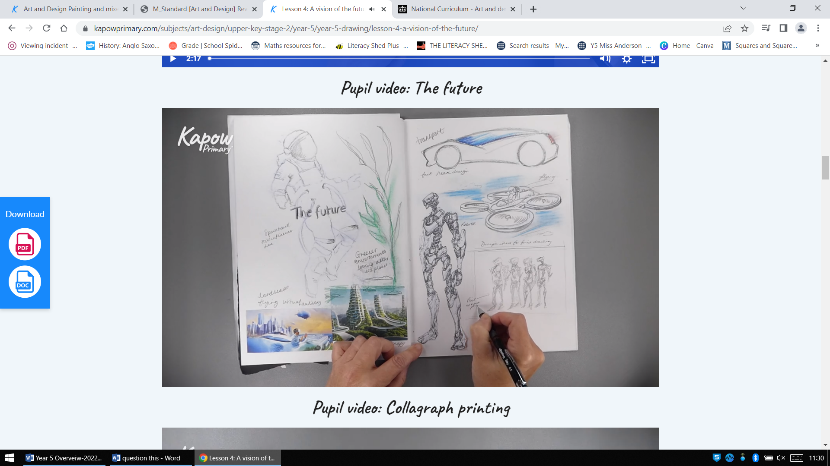 Art and Design Painting and mix
M_Standard [Art and Design] Rec
Lesson 4: A vision of the futu
National Curriculum - Art and de
kapowprimary.com/subjects/art-design/upper-key-stage-2/year-5/year-5-drawing/lesson-4-a-vision-of-the-future/
Viewing incident ...
History: Anglo Saxo...
Grade | School Spid...
Maths resources for...
Literacy Shed Plus ...
THE LITERACY SHE...
Search results - My...
Y5 Miss Anderson ...
Home - Canva
Squares and Square...
2:17
Pupil video: The future
Kapow
Primary
transport
The future
Download
PDF
DOC
Pupil video: Collagraph printing
Year 5 Oververw-2022...
question this - Word
Lesson 4: A vision of t...
11:30